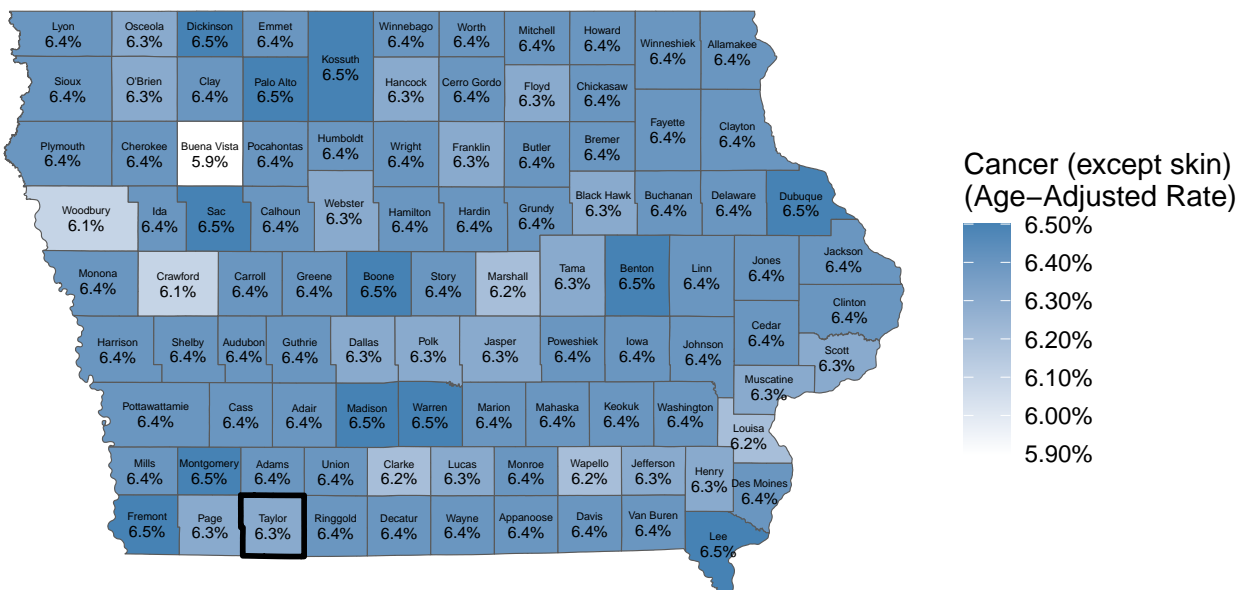 Lyon
6.4%
Osceola
6.3%
Dickinson
6.5%
Emmet
6.4%
Kossuth
6.5%
Winnebago
6.4%
Worth
6.4%
Mitchell
6.4%
Howard
6.4%
Winneshiek
6.4%
Allamakee
6.4%
Sioux
6.4%
O'Brien
6.3%
Clay
6.4%
Palo Alto
6.5%
Hancock
6.3%
Cerro Gordo
6.4%
Floyd
6.3%
Chickasaw
6.4%
Plymouth
6.4%
Cherokee
6.4%
Buena Vista
5.9%
Pocahontas
6.4%
Humboldt
6.4%
Wright
6.4%
Franklin
6.3%
Butler
6.4%
Bremer
6.4%
Fayette
6.4%
Clayton
6.4%
Woodbury
6.1%
Ida
6.4%
Sac
6.5%
Calhoun
6.4%
Webster
6.3%
Hamilton
6.4%
Hardin
6.4%
Grundy
6.4%
Black Hawk
6.3%
Buchanan
6.4%
Delaware
6.4%
Dubuque
6.5%
Monona
6.4%
Crawford
6.1%
Carroll
6.4%
Greene
6.4%
Boone
6.5%
Story
6.4%
Marshall
6.2%
Tama
6.3%
Benton
6.5%
Linn
6.4%
Jones
6.4%
Jackson
6.4%
Clinton
6.4%
Harrison
6.4%
Shelby
6.4%
Audubon
6.4%
Guthrie
6.4%
Dallas
6.3%
Polk
6.3%
Jasper
6.3%
Poweshiek
6.4%
Iowa
6.4%
Johnson
6.4%
Cedar
6.4%
Scott
6.3%
Muscatine
6.3%
Pottawattamie
6.4%
Cass
6.4%
Adair
6.4%
Madison
6.5%
Warren
6.5%
Marion
6.4%
Mahaska
6.4%
Keokuk
6.4%
Washington
6.4%
Louisa
6.2%
Mills
6.4%
Montgomery
6.5%
Adams
6.4%
Union
6.4%
Clarke
6.2%
Lucas
6.3%
Monroe
6.4%
Wapello
6.2%
Jefferson
6.3%
Henry
6.3%
Des Moines
6.4%
Fremont
6.5%
Page
6.3%
Taylor
6.3%
Ringgold
6.4%
Decatur
6.4%
Wayne
6.4%
Appanoose
6.4%
Davis
6.4%
Van Buren
6.4%
Lee
6.5%
Cancer (except skin)
(Age−Adjusted Rate)
6.50%
6.40%
6.30%
6.20%
6.10%
6.00%
5.90%